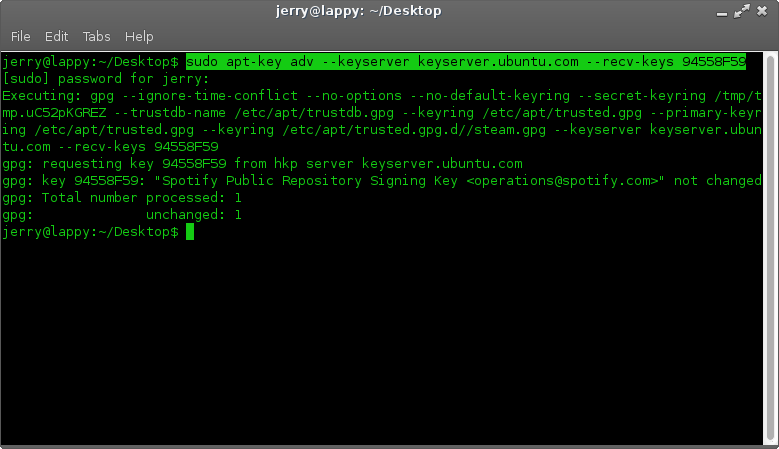 jerry@lappy: ~/Desktop
File Edit Tabs Help
jerry@lappy:~/Desktop$ sudo apt-key adv --keyserver keyserver.ubuntu.com --recv-keys 94558F59
[sudo] password for jerry:
Executing: gpg --ignore-time-conflict --no-options --no-default-keyring --secret-keyring /tmp/t
mp.uC52pKGREZ --trustdb-name /etc/apt/trustdb.gpg --keyring /etc/apt/trusted.gpg --primary-keyr
ing /etc/apt/trusted.gpg --keyring /etc/apt/trusted.gpg.d//steam.gpg --keyserver keyserver.ubun
tu.com --recv-keys 94558F59
gpg: requesting key 94558F59 from hkp server keyserver.ubuntu.com
gpg: key 94558F59: "Spotify Public Repository Signing Key <operations@spotify.com>" not changed
gpg: Total number processed: 1
gpg:              unchanged: 1
jerry@lappy:~/Desktop$